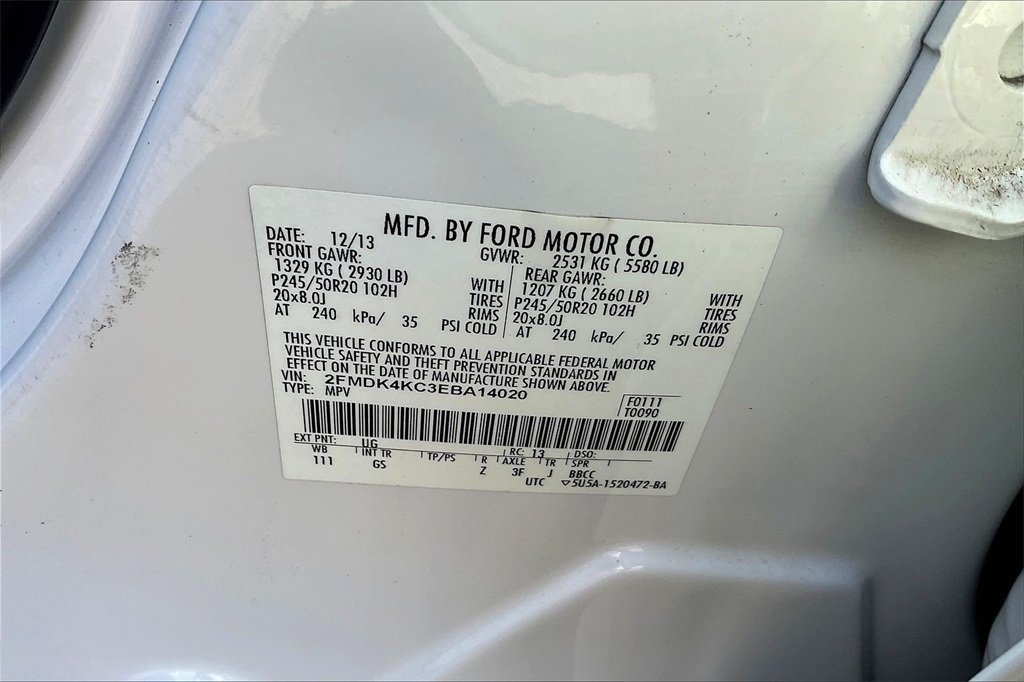 MFD. BY FORD MOTOR CO.
DATE: 12/13 GVWR: 2531 KG ( 5580 LB)
FRONT GAWR: REAR GAWR:
1329 KG ( 2930 LB) WITH 1207 KG ( 2660 LB) WITH
P245/50R20 102H TIRES P245/50R20 102H TIRES
20x8.0J RIMS 20x8.0J RIMS
AT 240 kPa/ 35 PSI COLD AT 240 kPa/ 35 PSI COLD
THIS VEHICLE CONFORMS TO ALL APPLICABLE FEDERAL MOTOR
VEHICLE SAFETY AND THEFT PREVENTION STANDARDS IN
EFFECT ON THE DATE OF MANUFACTURE SHOWN ABOVE.
VIN: 2FMDK4KC3EBA14020
TYPE: MPV
F0111
T0090
EXT PNT: UG RC: 13 DSO:
WB INT TR TP/PS R AXLE TR SPR
111 GS Z 3F J BBCC
UTC ▽5U5A-1520472-BA